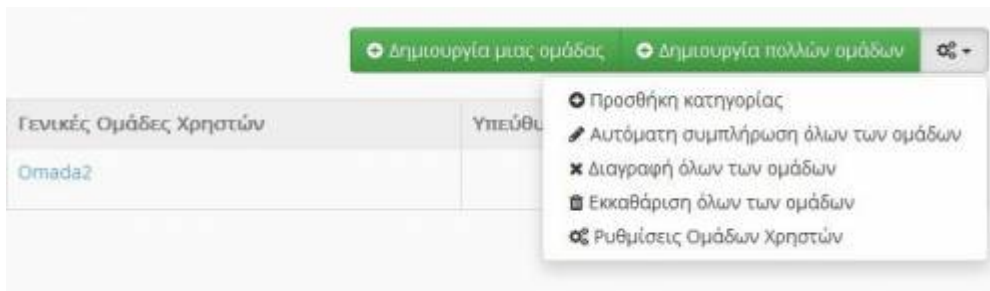 Δημιουργία μιας ομάδας Δημιουργία πολλών ομάδων
Προσθήκη κατηγορίας
Γενικές Ομάδες Χρηστών Υπεύθυ
Αυτόματη συμπλήρωση όλων των ομάδων
Omada2
Διαγραφή όλων των ομάδων
Εκκαθάριση όλων των ομάδων
Ρυθμίσεις Ομάδων Χρηστών